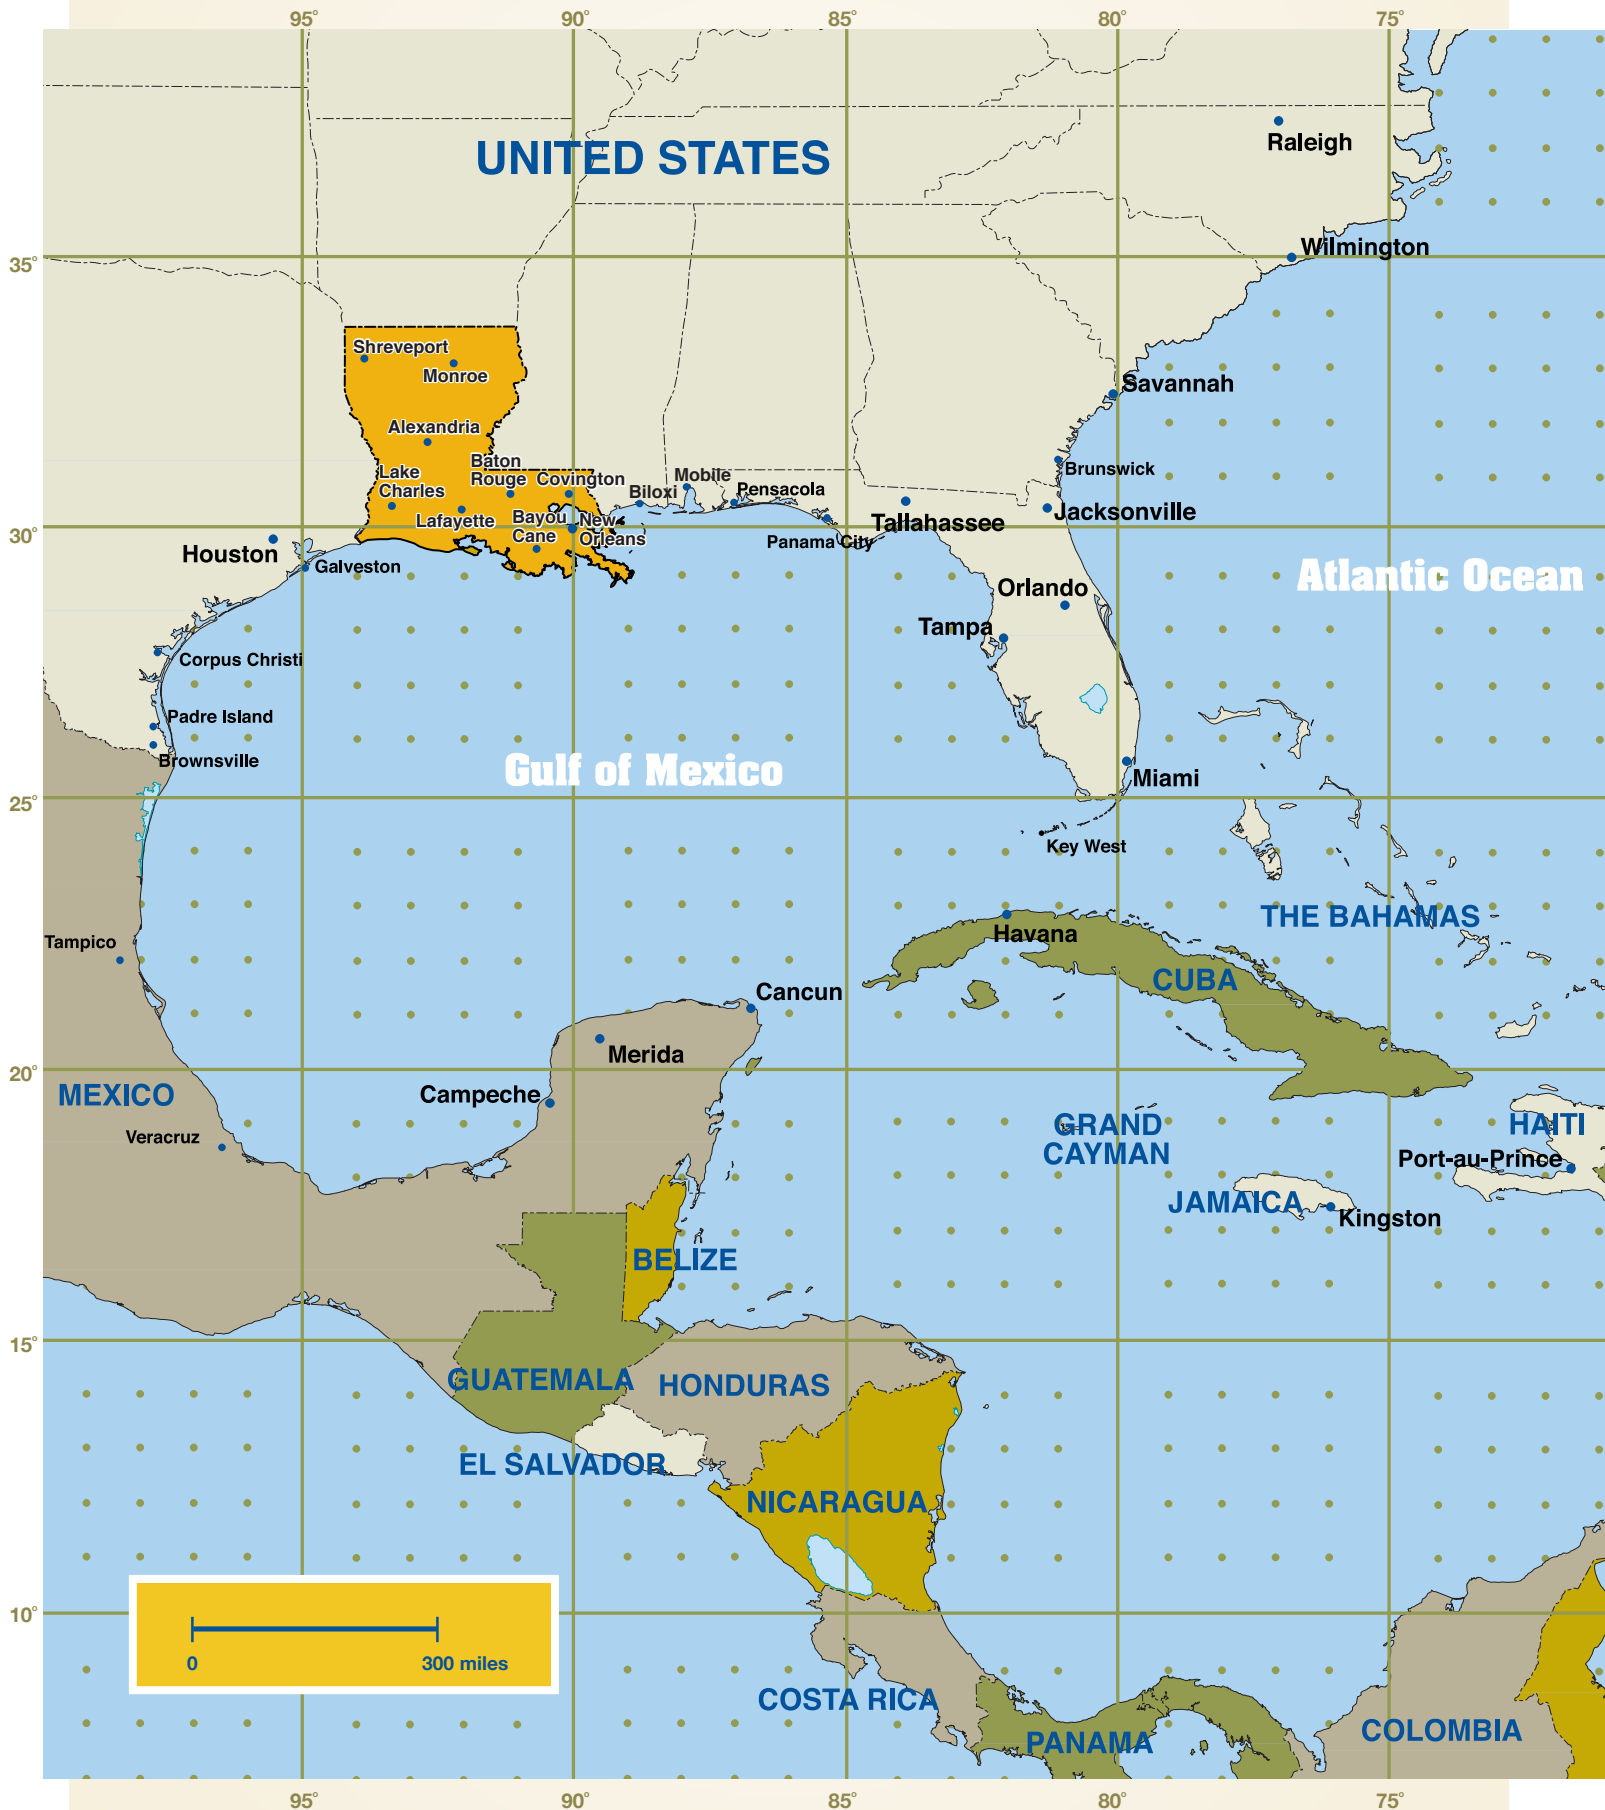 95° 90° 85° 80° 75°
Raleigh
UNITED STATES
Wilmington
35°
Shreveport
Monroe
Savannah
Alexandria
Baton
Rouge
Covington
Lake
Charles
Brunswick
Mobile
Biloxi
Pensacola
Lafayette
Bayou
Cane
New
Orleans
Tallahassee
Jacksonville
30°
Panama City
Houston
Galveston
Atlantic Ocean
Orlando
Tampa
Corpus Christi
Padre Island
Brownsville
Gulf of Mexico
Miami
25°
Key West
THE BAHAMAS
Havana
Tampico
CUBA
Cancun
Merida
20°
MEXICO
Campeche
Veracruz
GRAND
CAYMAN
HAITI
Port-au-Prince
JAMAICA
Kingston
BELIZE
15°
GUATEMALA
HONDURAS
EL SALVADOR
NICARAGUA
10°
0 300 miles
COSTA RICA
PANAMA
COLOMBIA
95° 90° 85° 80° 75°